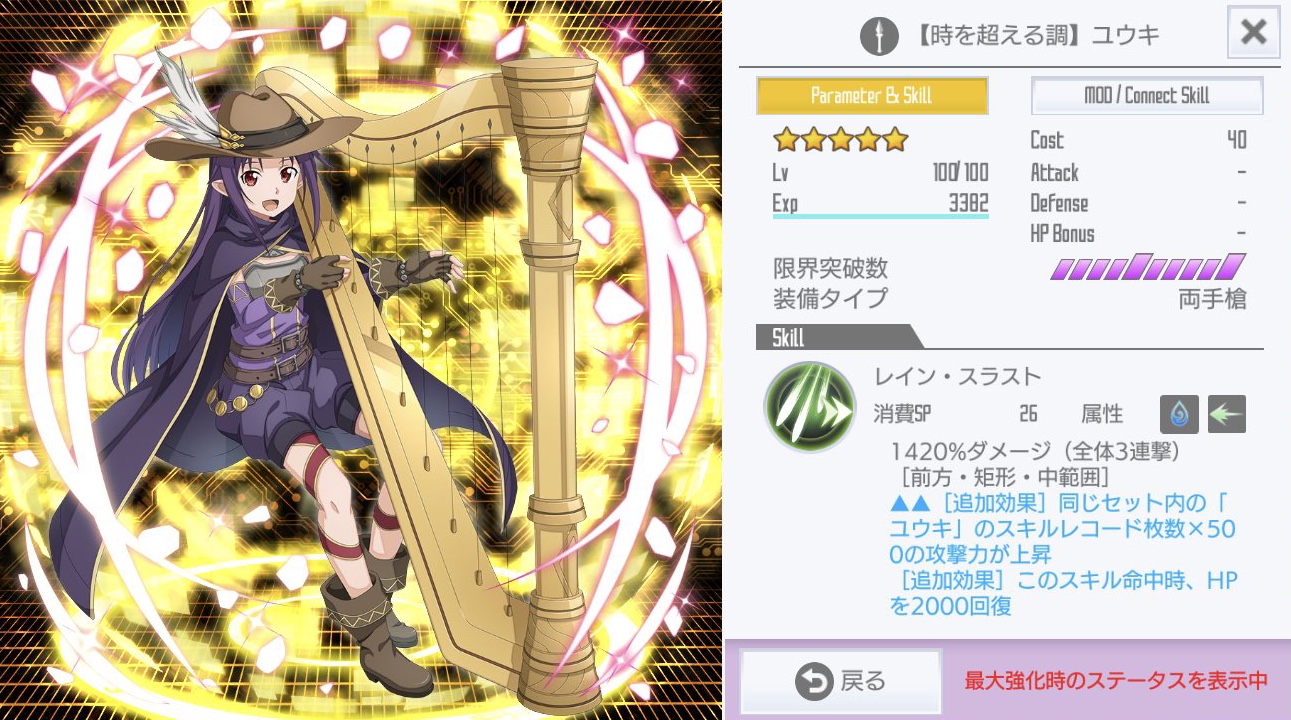 【時を超える調】ユウキ
Parameter & Skill
MOD / Connect Skill
Lv 100/100
Exp 3382
Cost 40
Attack -
Defense -
HP Bonus -
限界突破数
装備タイプ 両手槍
Skill
レイン・スラスト
消費SP 26 属性
1420%ダメージ（全体3連撃）
［前方・矩形・中範囲］
▲▲［追加効果］同じセット内の「
ユウキ」のスキルレコード枚数×50
0の攻撃力が上昇
［追加効果］このスキル命中時、HP
を2000回復
戻る
最大強化時のステータスを表示中